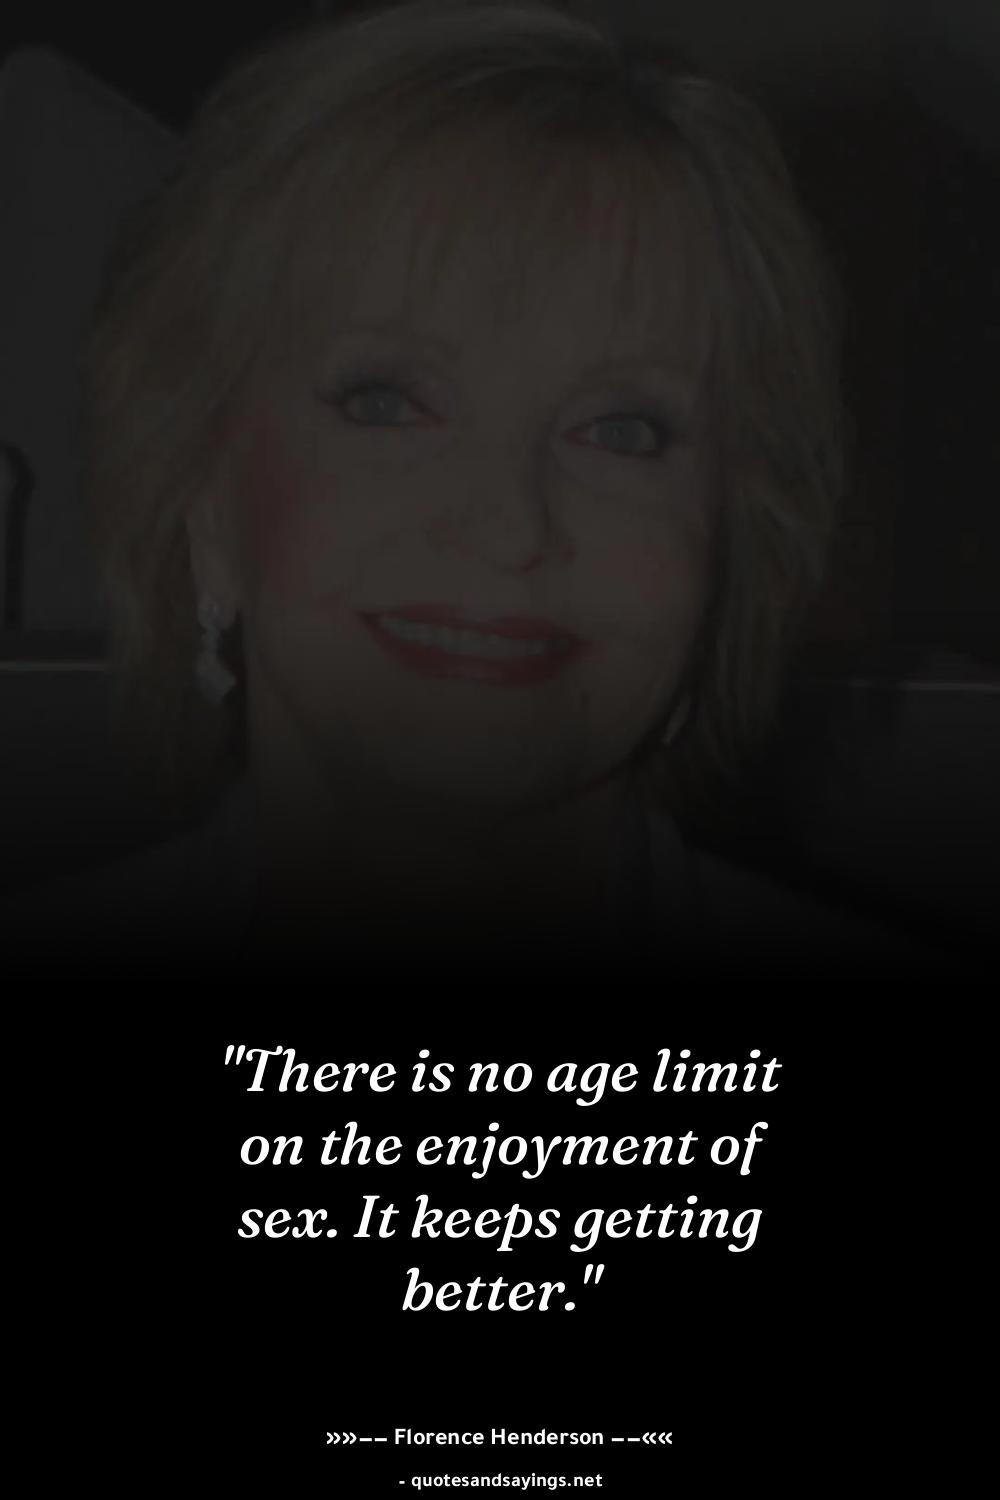 "There is no age limit
on the enjoyment of
sex. It keeps getting
better."
»»−− Florence Henderson −−««
- quotesandsayings.net